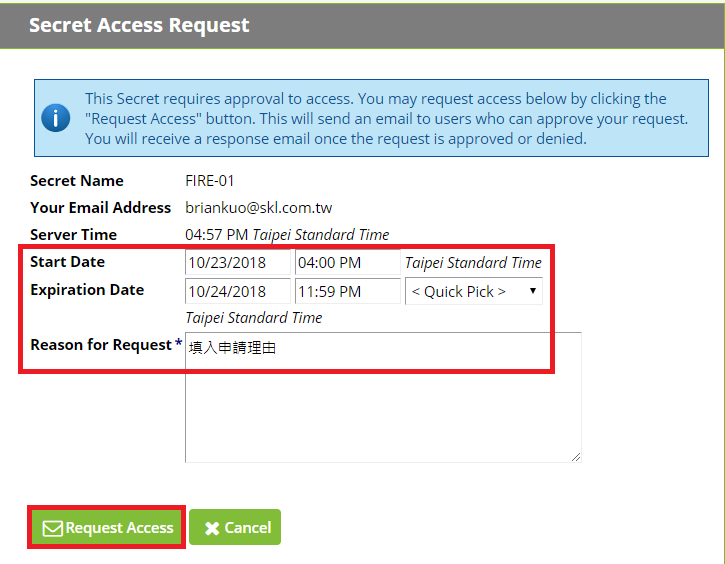 Secret Access Request
This Secret requires approval to access. You may request access below by clicking the
"Request Access" button. This will send an email to users who can approve your request.
You will receive a response email once the request is approved or denied.
Secret Name FIRE-01
Your Email Address briankuo@skl.com.tw
Server Time 04:57 PM Taipei Standard Time
Start Date 10/23/2018 04:00 PM Taipei Standard Time
Expiration Date 10/24/2018 11:59 PM < Quick Pick >
Taipei Standard Time
Reason for Request * 填入申請理由
Request Access Cancel